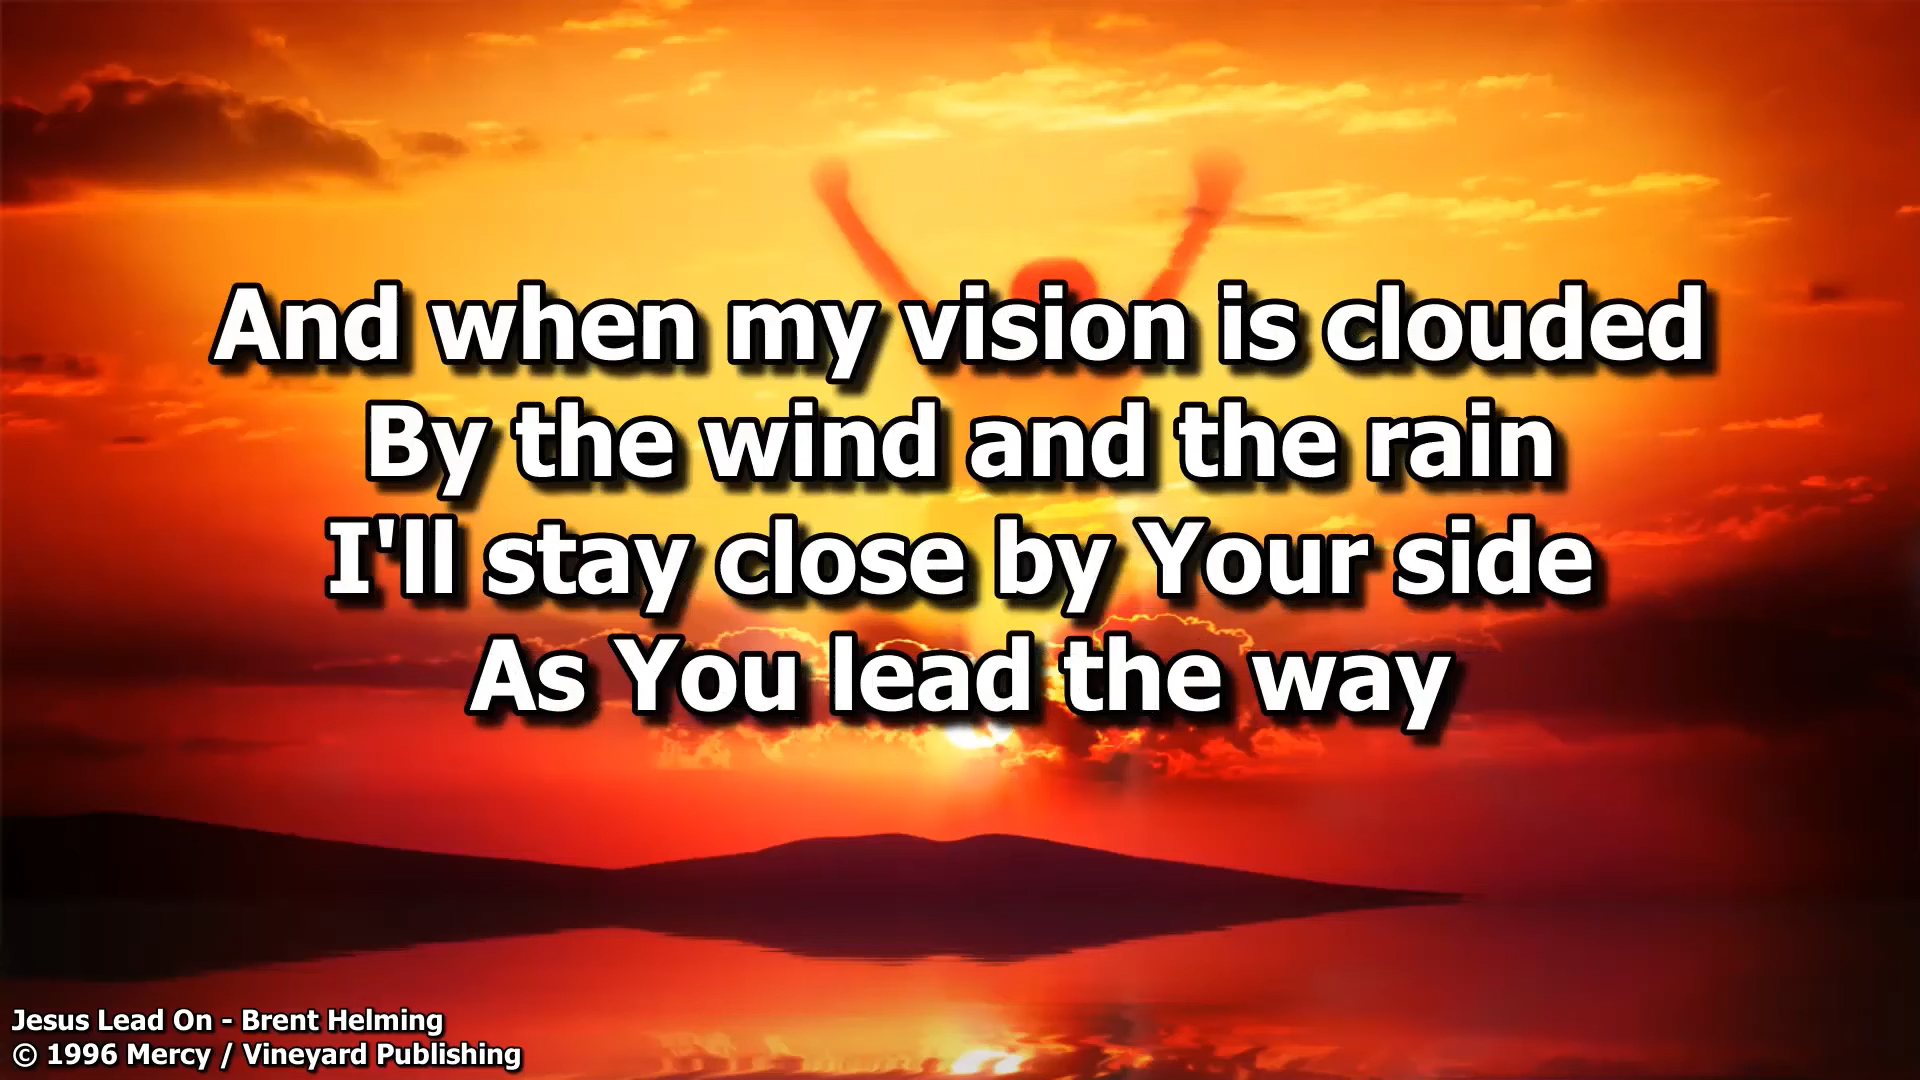 And when my vision is clouded
By the wind and the rain
I'll stay close by Your side
As You lead the way
Jesus Lead On - Brent Helming
© 1996 Mercy / Vineyard Publishing